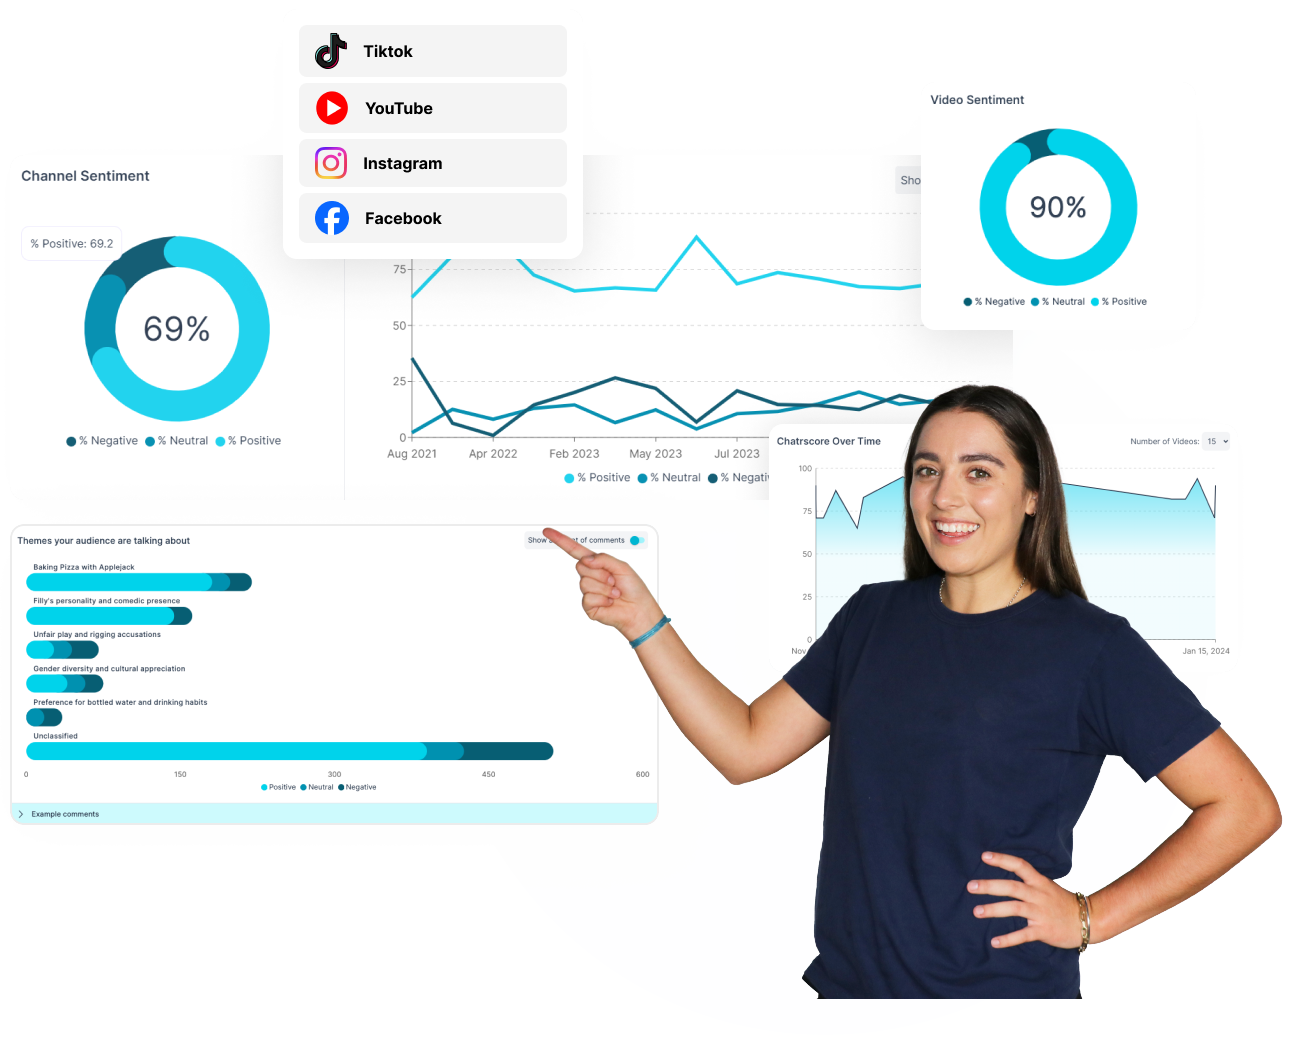 Tiktok
YouTube
Instagram
Facebook
Channel Sentiment
% Positive: 69.2
69%
% Negative % Neutral % Positive
Sho
75
50
25
0
Aug 2021 Apr 2022 Feb 2023 May 2023 Jul 2023
% Positive % Neutral % Negativ
Video Sentiment
90%
% Negative % Neutral % Positive
Chatrscore Over Time
Number of Videos: 15
100
75
50
25
0
Nov
Jan 15, 2024
Themes your audience are talking about
Show of comments
Baking Pizza with Applejack
Filly's personality and comedic presence
Unfair play and rigging accusations
Gender diversity and cultural appreciation
Preference for bottled water and drinking habits
Unclassified
0 150 300 450 600
Positive Neutral Negative
Example comments